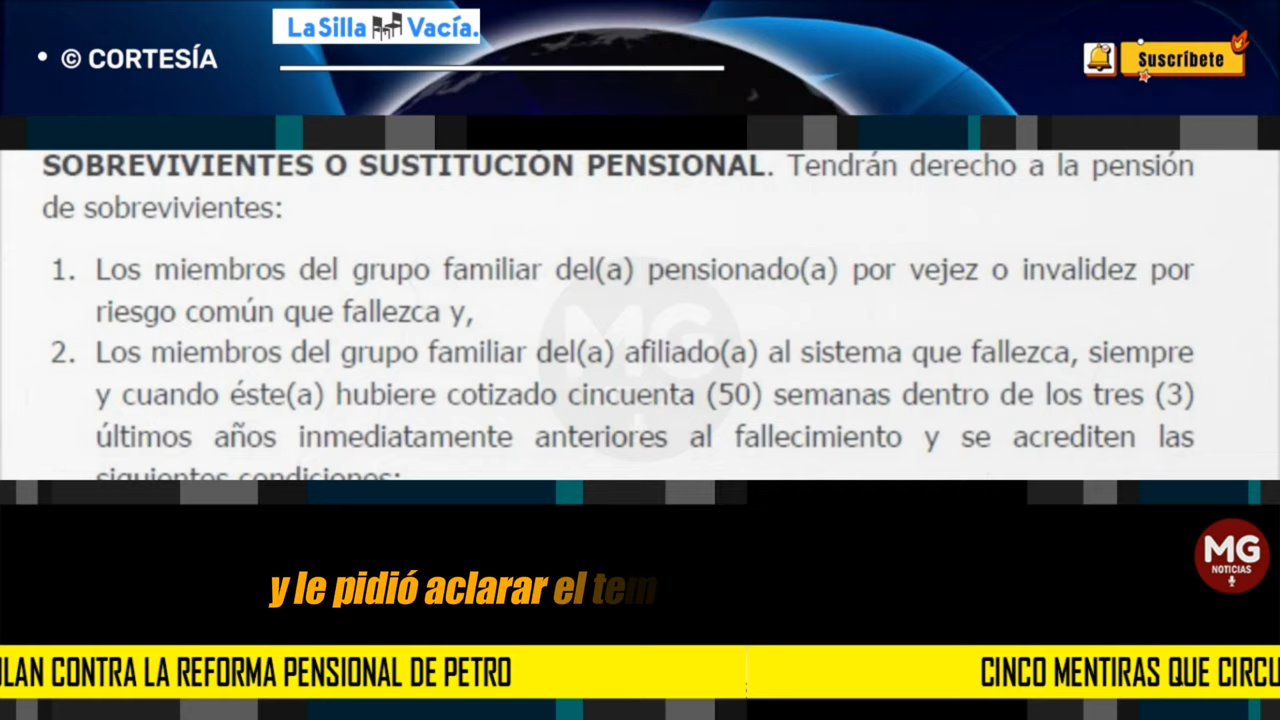 LaSilla Vacía.
• © CORTESÍA
Suscríbete
SOBREVIVIENTES O SUSTITUCIÓN PENSIONAL. Tendrán derecho a la pensión
de sobrevivientes:
1. Los miembros del grupo familiar del(a) pensionado(a) por vejez o invalidez por
riesgo común que fallezca y,
2. Los miembros del grupo familiar del(a) afiliado(a) al sistema que fallezca, siempre
y cuando éste(a) hubiere cotizado cincuenta (50) semanas dentro de los tres (3)
últimos años inmediatamente anteriores al fallecimiento y se acrediten las
siguientes condiciones:
MG
y le pidió aclarar el tem
MG
NOTICIAS
LAN CONTRA LA REFORMA PENSIONAL DE PETRO
CINCO MENTIRAS QUE CIRCU